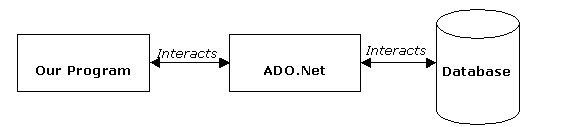 Our Program
Interacts
ADO.Net
Interacts
Database